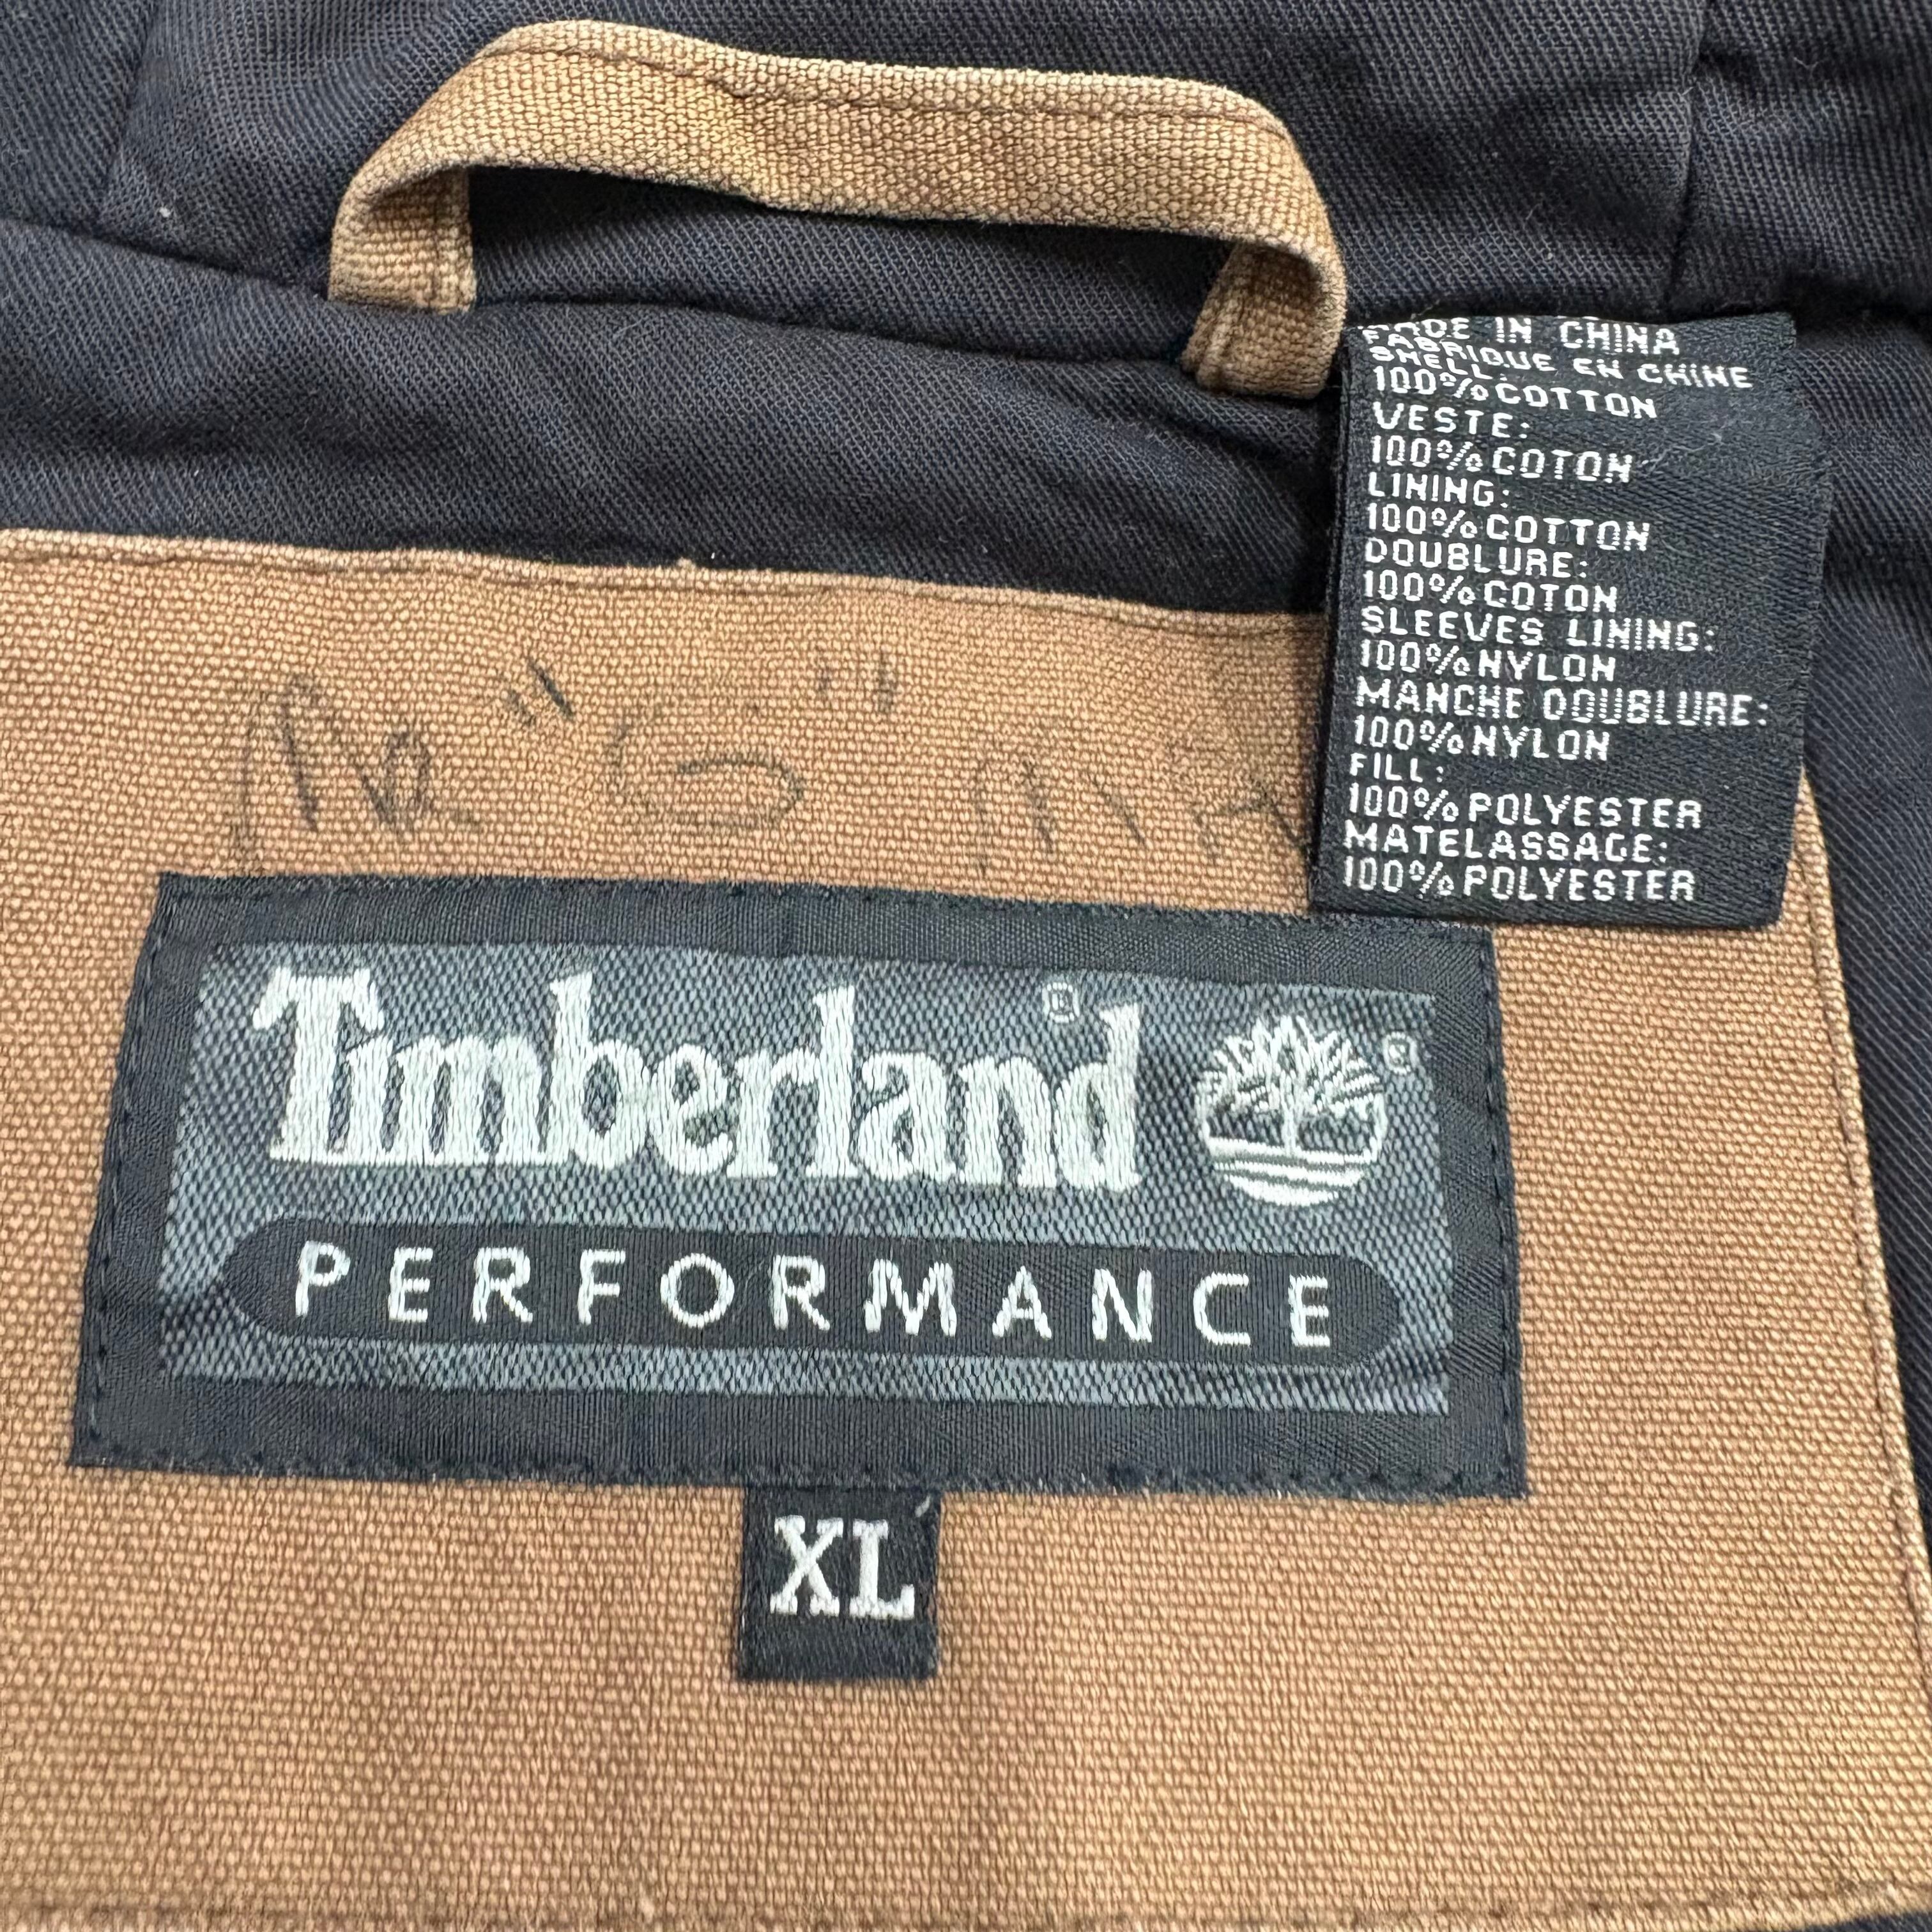 MADE IN CHINA
FABRIQUE EN CHINE
SHELL:
100% COTTON
VESTE:
100% COTON
LINING:
100% COTTON
DOUBLURE:
100% COTON
SLEEVES LINING:
100% NYLON
MANCHE DOUBLURE:
100% NYLON
FILL:
100% POLYESTER
MATELASSAGE:
100% POLYESTER
"G"
Timberland®
®
PERFORMANCE
XL